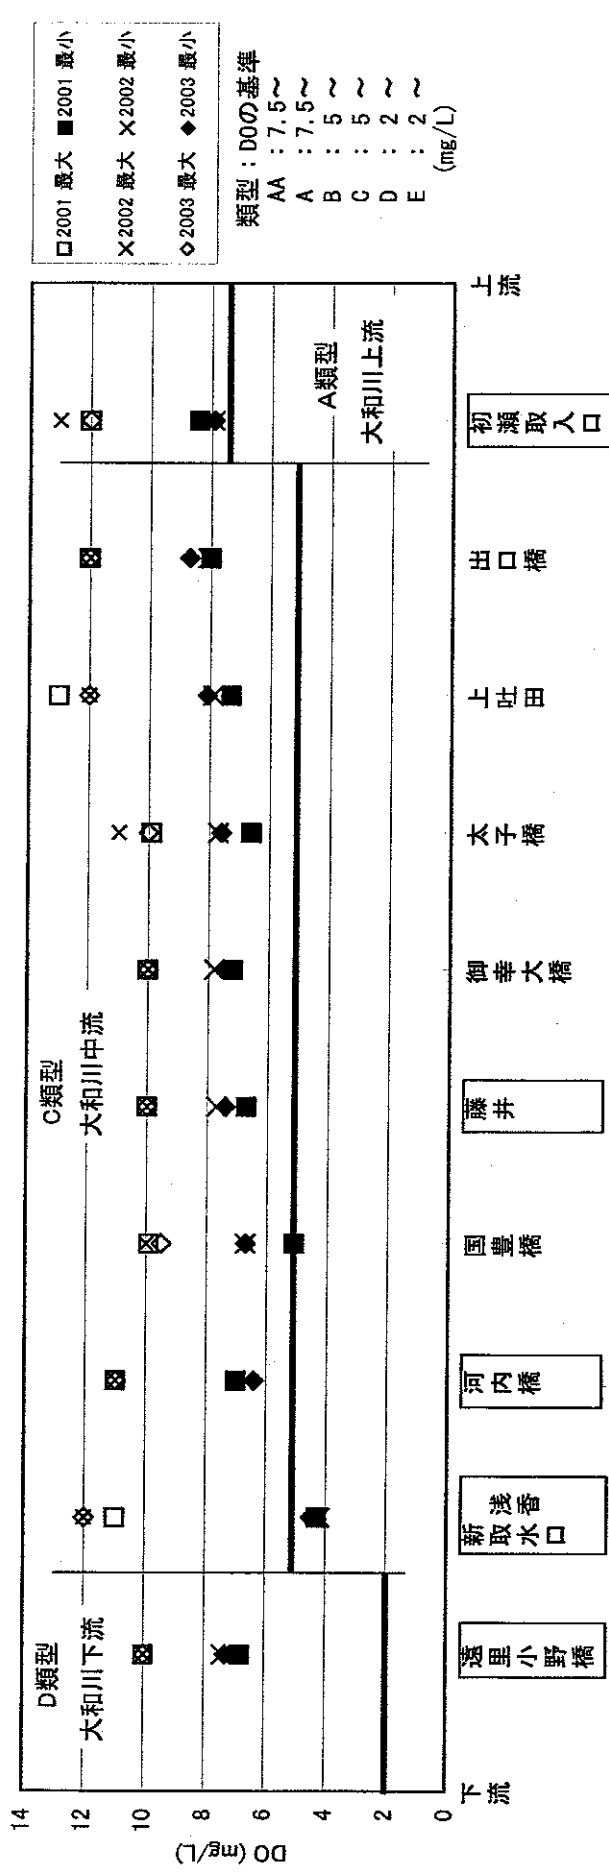 □2001 最大 ■2001 最小
×2002 最大 ×2002 最小
◇2003 最大 ◆2003 最小
類型：DOの基準
AA ：7.5～
A ：7.5～
B ：5 ～
C ：5 ～
D ：2 ～
E ：2 ～
(mg/L)
D類型
大和川下流
C類型
大和川中流
A類型
大和川上流
DO (mg/L)
14
12
10
8
6
4
2
0
下流
遠里小野橋
浅香
新取水口
河内橋
国豊橋
藤井
御幸大橋
太子橋
上吐田
出口橋
初瀬取入口
上流